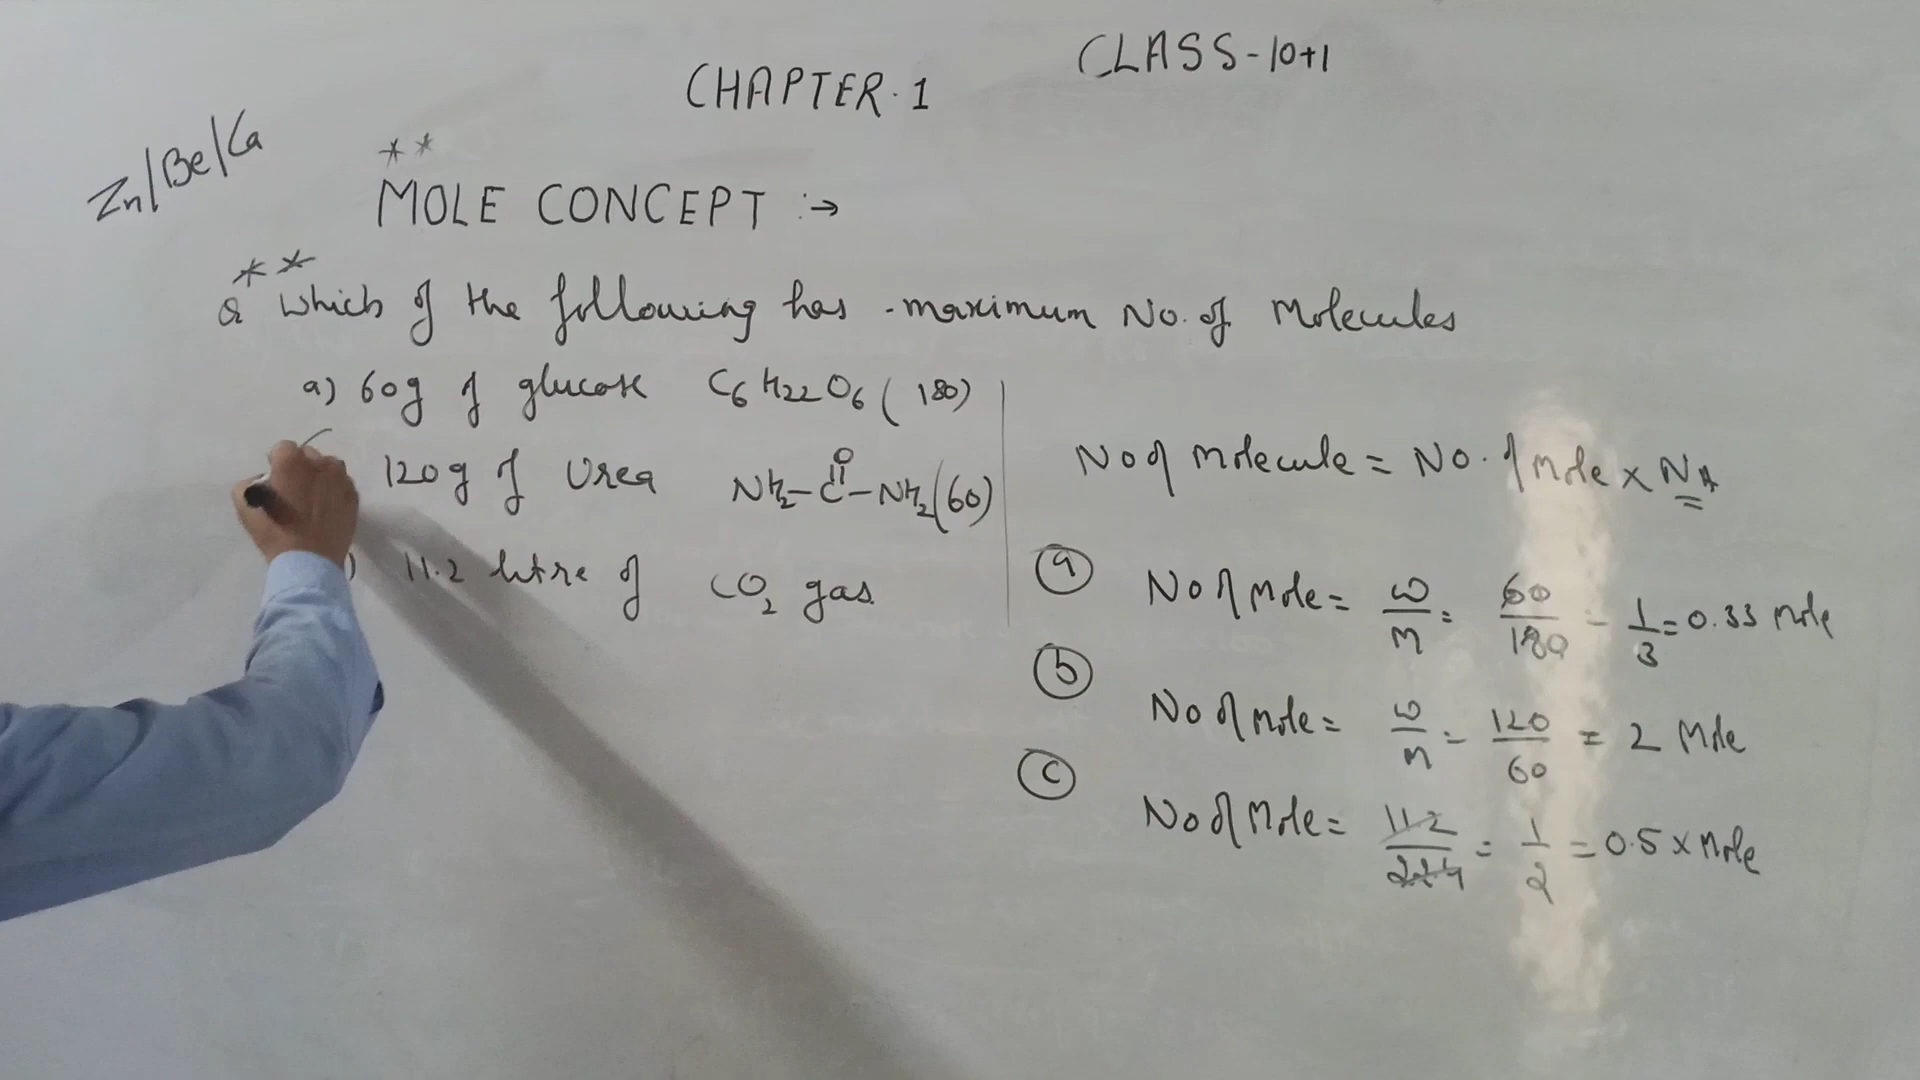 CLASS-10+1
CHAPTER.1
Zn/Be/Ca
**
MOLE CONCEPT :→
**
Q Which of the following has maximum No. of Molecules
a) 60g of glucose C6H22O6 (180)
120g of Urea NH2-C-NH2 (60)
O
) 11.2 litre of CO2 gas
No of Molecule = No. of Mole × NA
(a) No of Mole = w/M = 60/180 = 1/3 = 0.33 Mole
(b) No of Mole = w/M = 120/60 = 2 Mole
(c) No of Mole = 11.2/22.4 = 1/2 = 0.5 × Mole